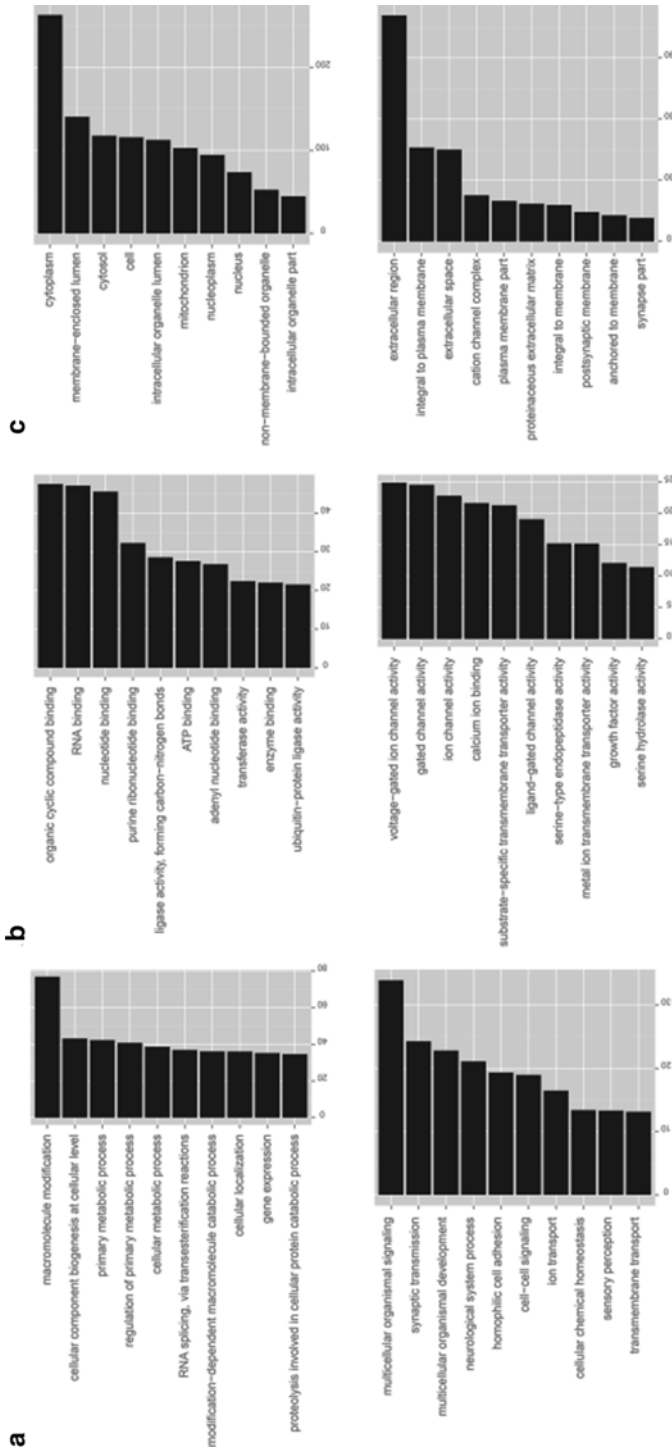 a
macromolecule modification
cellular component biogenesis at cellular level
primary metabolic process
regulation of primary metabolic process
cellular metabolic process
RNA splicing, via transesterification reactions
modification-dependent macromolecule catabolic process
cellular localization
gene expression
proteolysis involved in cellular protein catabolic process
0
20
40
60
80
multicellular organismal signaling
synaptic transmission
multicellular organismal development
neurological system process
homophilic cell adhesion
cell-cell signaling
ion transport
cellular chemical homeostasis
sensory perception
transmembrane transport
0
10
20
30
b
organic cyclic compound binding
RNA binding
nucleotide binding
purine ribonucleotide binding
ligase activity, forming carbon-nitrogen bonds
ATP binding
adenyl nucleotide binding
transferase activity
enzyme binding
ubiquitin-protein ligase activity
0
10
20
30
40
voltage-gated ion channel activity
gated channel activity
ion channel activity
calcium ion binding
substrate-specific transmembrane transporter activity
ligand-gated channel activity
serine-type endopeptidase activity
metal ion transmembrane transporter activity
growth factor activity
serine hydrolase activity
0
5
10
15
20
25
c
cytoplasm
membrane-enclosed lumen
cytosol
cell
intracellular organelle lumen
mitochondrion
nucleoplasm
nucleus
non-membrane-bounded organelle
intracellular organelle part
0
100
200
extracellular region
integral to plasma membrane
extracellular space
cation channel complex
plasma membrane part
proteinaceous extracellular matrix
integral to membrane
postsynaptic membrane
anchored to membrane
synapse part
0